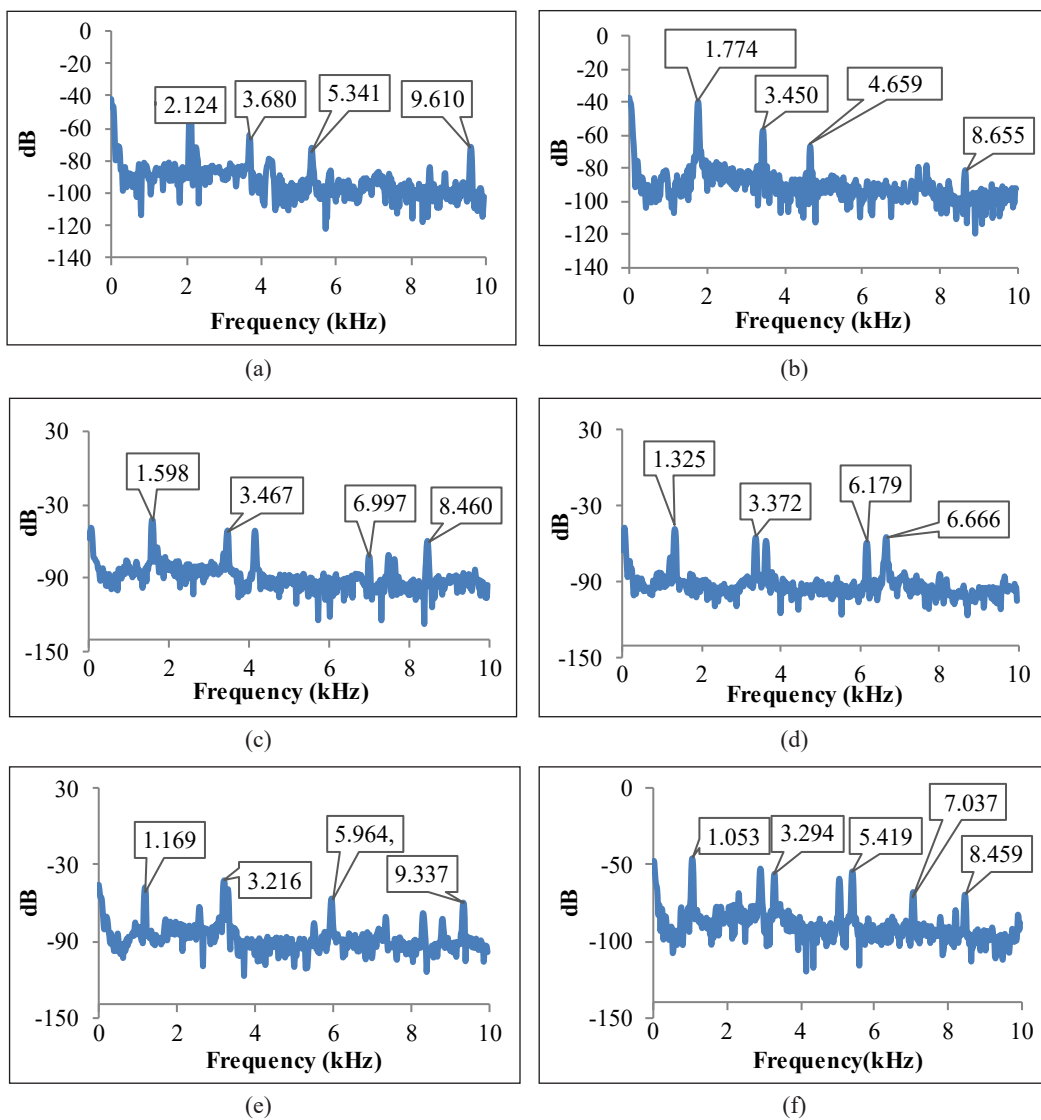 0
-20
-40
-60
-80
-100
-120
-140
dB
2.124
3.680
5.341
9.610
0 2 4 6 8 10
Frequency (kHz)
(a)
0
-20
-40
-60
-80
-100
-120
-140
dB
1.774
3.450
4.659
8.655
0 2 4 6 8 10
Frequency (kHz)
(b)
30
-30
-90
-150
dB
1.598
3.467
6.997
8.460
0 2 4 6 8 10
Frequency (kHz)
(c)
30
-30
-90
-150
dB
1.325
3.372
6.179
6.666
0 2 4 6 8 10
Frequency (kHz)
(d)
30
-30
-90
-150
dB
1.169
3.216
5.964,
9.337
0 2 4 6 8 10
Frequency (kHz)
(e)
0
-50
-100
-150
dB
1.053
3.294
5.419
7.037
8.459
0 2 4 6 8 10
Frequency(kHz)
(f)